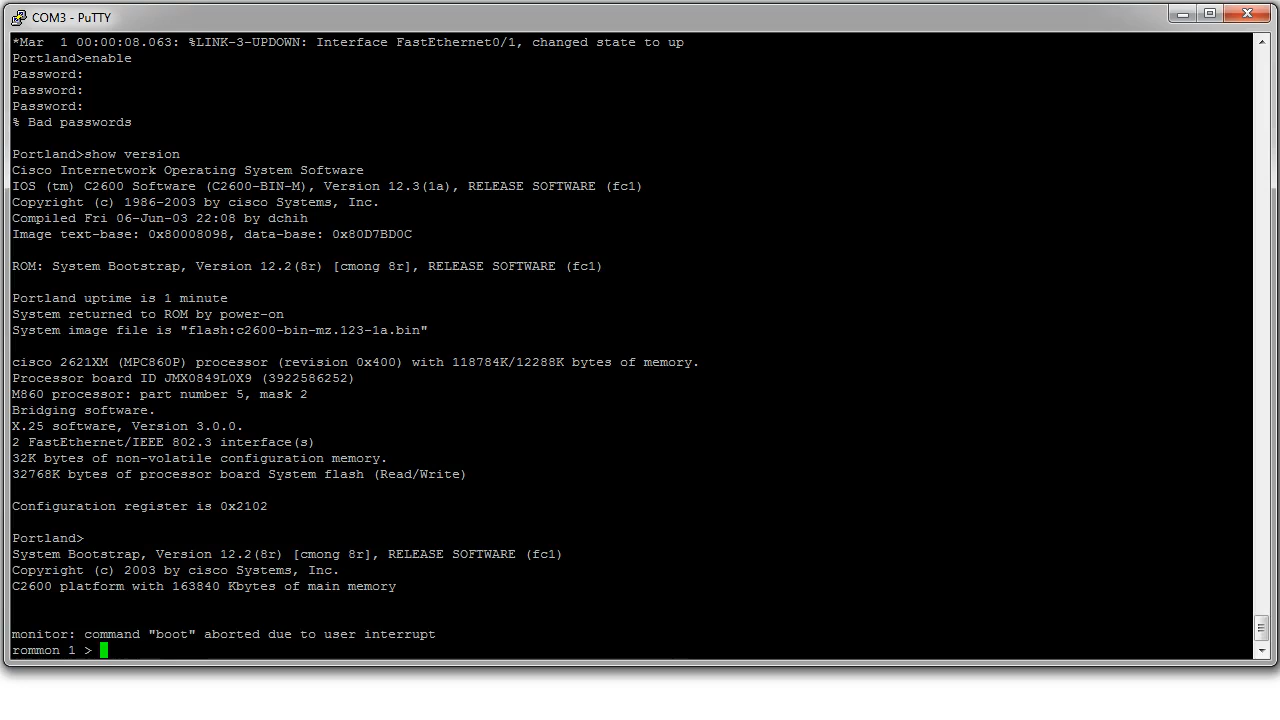 COM3 - PuTTY
*Mar  1 00:00:08.063: %LINK-3-UPDOWN: Interface FastEthernet0/1, changed state to up
Portland>enable
Password:
Password:
Password:
% Bad passwords
Portland>show version
Cisco Internetwork Operating System Software
IOS (tm) C2600 Software (C2600-BIN-M), Version 12.3(1a), RELEASE SOFTWARE (fc1)
Copyright (c) 1986-2003 by cisco Systems, Inc.
Compiled Fri 06-Jun-03 22:08 by dchih
Image text-base: 0x80008098, data-base: 0x80D7BD0C
ROM: System Bootstrap, Version 12.2(8r) [cmong 8r], RELEASE SOFTWARE (fc1)
Portland uptime is 1 minute
System returned to ROM by power-on
System image file is "flash:c2600-bin-mz.123-1a.bin"
cisco 2621XM (MPC860P) processor (revision 0x400) with 118784K/12288K bytes of memory.
Processor board ID JMX0849L0X9 (3922586252)
M860 processor: part number 5, mask 2
Bridging software.
X.25 software, Version 3.0.0.
2 FastEthernet/IEEE 802.3 interface(s)
32K bytes of non-volatile configuration memory.
32768K bytes of processor board System flash (Read/Write)
Configuration register is 0x2102
Portland>
System Bootstrap, Version 12.2(8r) [cmong 8r], RELEASE SOFTWARE (fc1)
Copyright (c) 2003 by cisco Systems, Inc.
C2600 platform with 163840 Kbytes of main memory
monitor: command "boot" aborted due to user interrupt
rommon 1 >